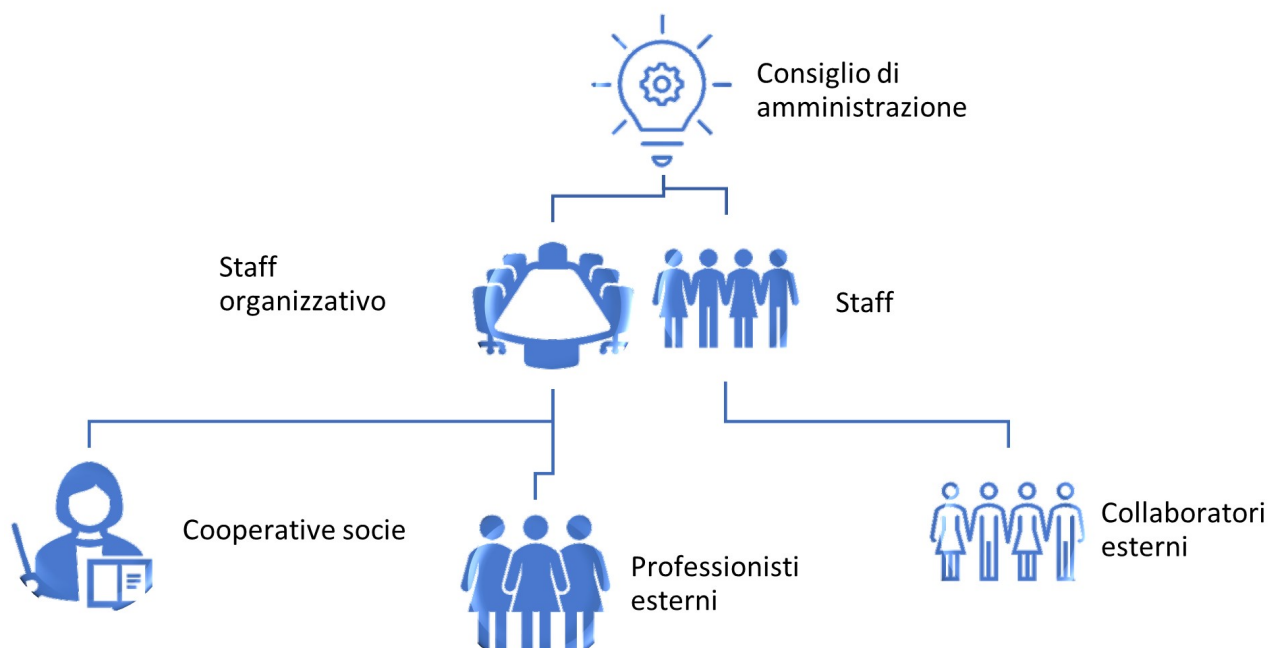 Consiglio di
amministrazione
Staff
organizzativo
Staff
Cooperative socie
Professionisti
esterni
Collaboratori
esterni